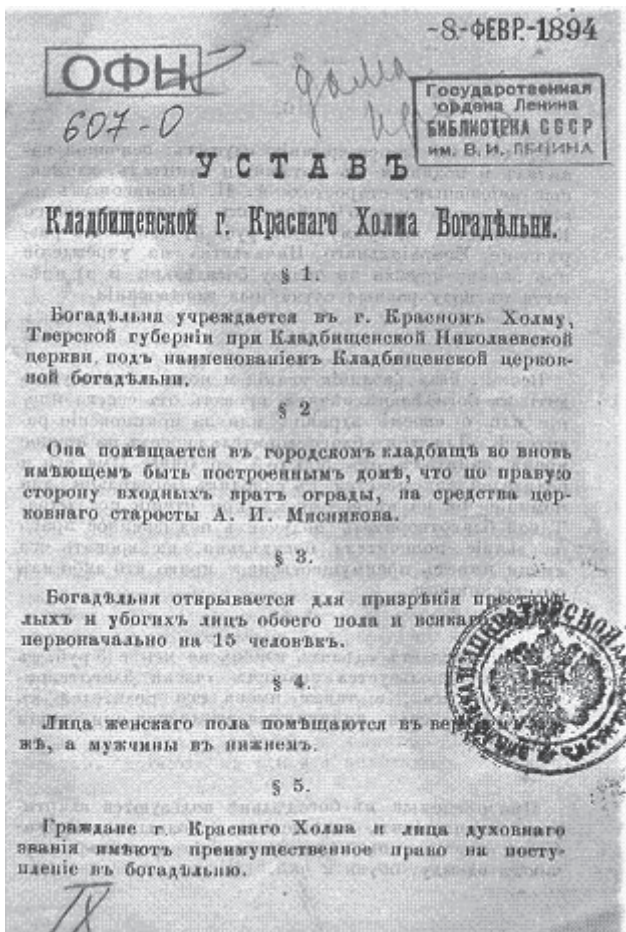 -8-ФЕВР.-1894
ОФН
607-0
Государственная
ордена Ленина
БИБЛИОТЕКА СССР
им. В. И. ЛЕНИНА
УСТАВЪ
Кладбищенской г. Краснаго Холма Богадѣльни.
§ 1.
Богадѣльня учреждается въ г. Красномъ Холму,
Тверской губерніи при Кладбищенской Николаевской
церкви, подъ наименованіемъ Кладбищенской церков-
ной богадѣльни.
§ 2
Она помѣщается въ городскомъ кладбищѣ во вновь
имѣющемъ быть построеннымъ домѣ, что по правую
сторону входныхъ вратъ ограды, на средства цер-
ковнаго старосты А. И. Мясникова.
§ 3.
Богадѣльня открывается для призрѣнія престарѣ-
лыхъ и убогихъ лицъ обоего пола и всякаго
первоначально на 15 человѣкъ.
§ 4.
Лица женскаго пола помѣщаются въ
жѣ, а мужчины въ нижнемъ.
§ 5.
Граждане г. Краснаго Холма и лица духовнаго
званія имѣютъ преимущественное право на посту-
пленіе въ богадѣльню.
IX